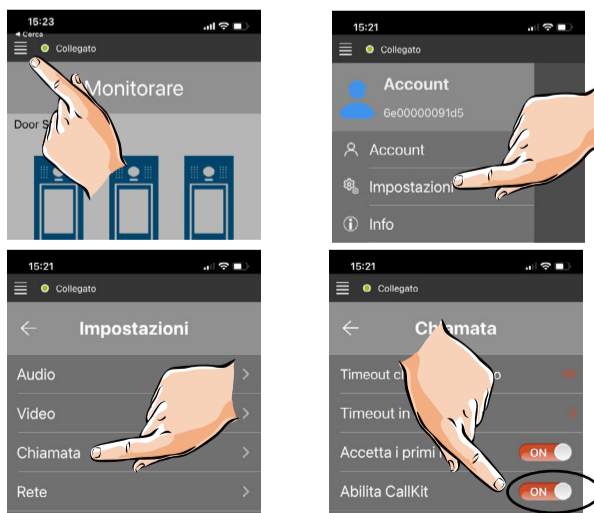 15:23
Cerca
Collegato
Monitorare
Door
15:21
Collegato
Account
6e00000091d5
Account
Impostazioni
Info
15:21
Collegato
Impostazioni
Audio
Video
Chiamata
Rete
15:21
Collegato
Chiamata
Timeout
Timeout in
Accetta i primi
ON
Abilita CallKit
ON